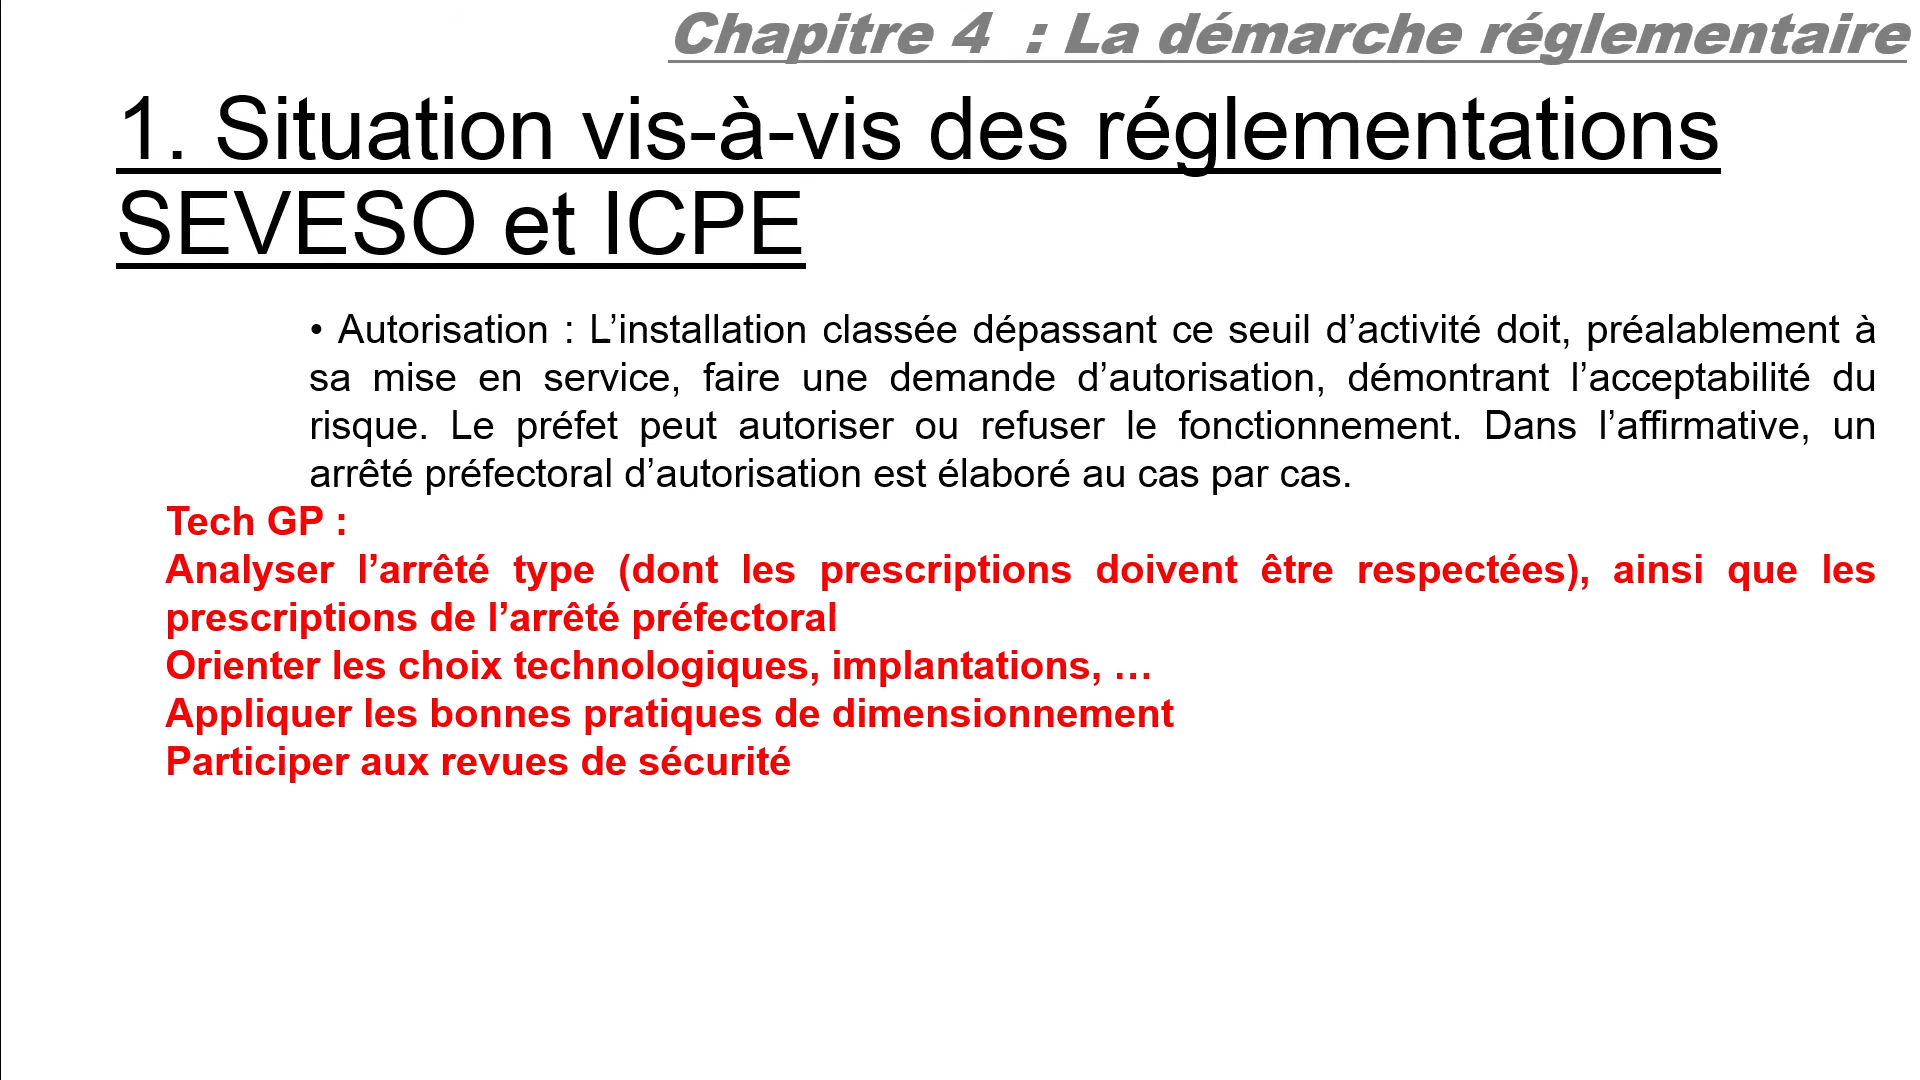 Chapitre 4  : La démarche réglementaire
1. Situation vis-à-vis des réglementations
SEVESO et ICPE
• Autorisation : L’installation classée dépassant ce seuil d’activité doit, préalablement à
sa mise en service, faire une demande d’autorisation, démontrant l’acceptabilité du
risque. Le préfet peut autoriser ou refuser le fonctionnement. Dans l’affirmative, un
arrêté préfectoral d’autorisation est élaboré au cas par cas.
Tech GP :
Analyser l’arrêté type (dont les prescriptions doivent être respectées), ainsi que les
prescriptions de l’arrêté préfectoral
Orienter les choix technologiques, implantations, …
Appliquer les bonnes pratiques de dimensionnement
Participer aux revues de sécurité